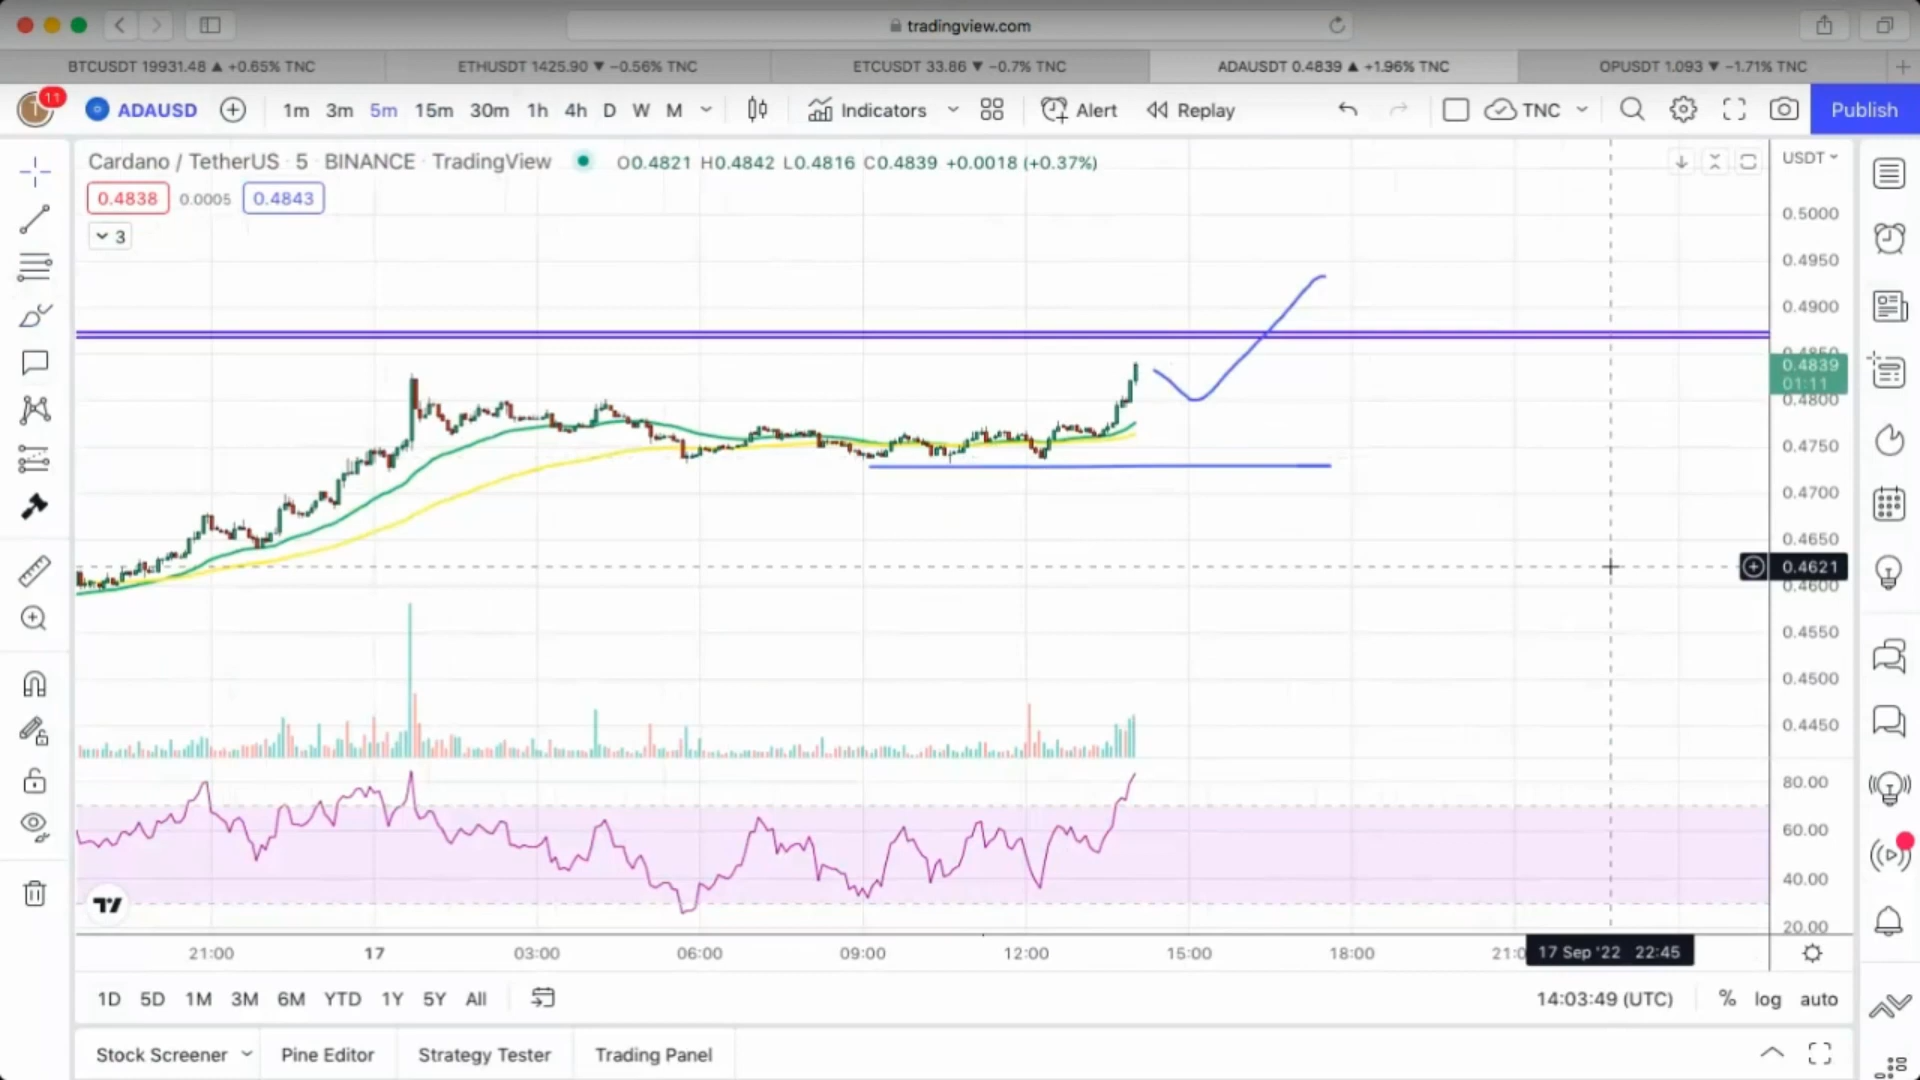 tradingview.com
BTCUSDT 19931.48 ▲ +0.65% TNC
ETHUSDT 1425.90 ▼ −0.56% TNC
ETCUSDT 33.86 ▼ −0.7% TNC
ADAUSDT 0.4839 ▲ +1.96% TNC
OPUSDT 1.093 ▼ −1.71% TNC
11
T
ADAUSD
1m 3m 5m 15m 30m 1h 4h D W M
Indicators
Alert
Replay
TNC
Publish
Cardano / TetherUS · 5 · BINANCE · TradingView
O0.4821 H0.4842 L0.4816 C0.4839 +0.0018 (+0.37%)
USDT
0.4838 0.0005 0.4843
3
0.5000
0.4950
0.4900
0.4850
0.4839
01:11
0.4800
0.4750
0.4700
0.4650
0.4621
0.4600
0.4550
0.4500
0.4450
80.00
60.00
40.00
20.00
21:00 17 03:00 06:00 09:00 12:00 15:00 18:00 21:0 17 Sep '22 22:45
1D 5D 1M 3M 6M YTD 1Y 5Y All
14:03:49 (UTC) % log auto
Stock Screener Pine Editor Strategy Tester Trading Panel